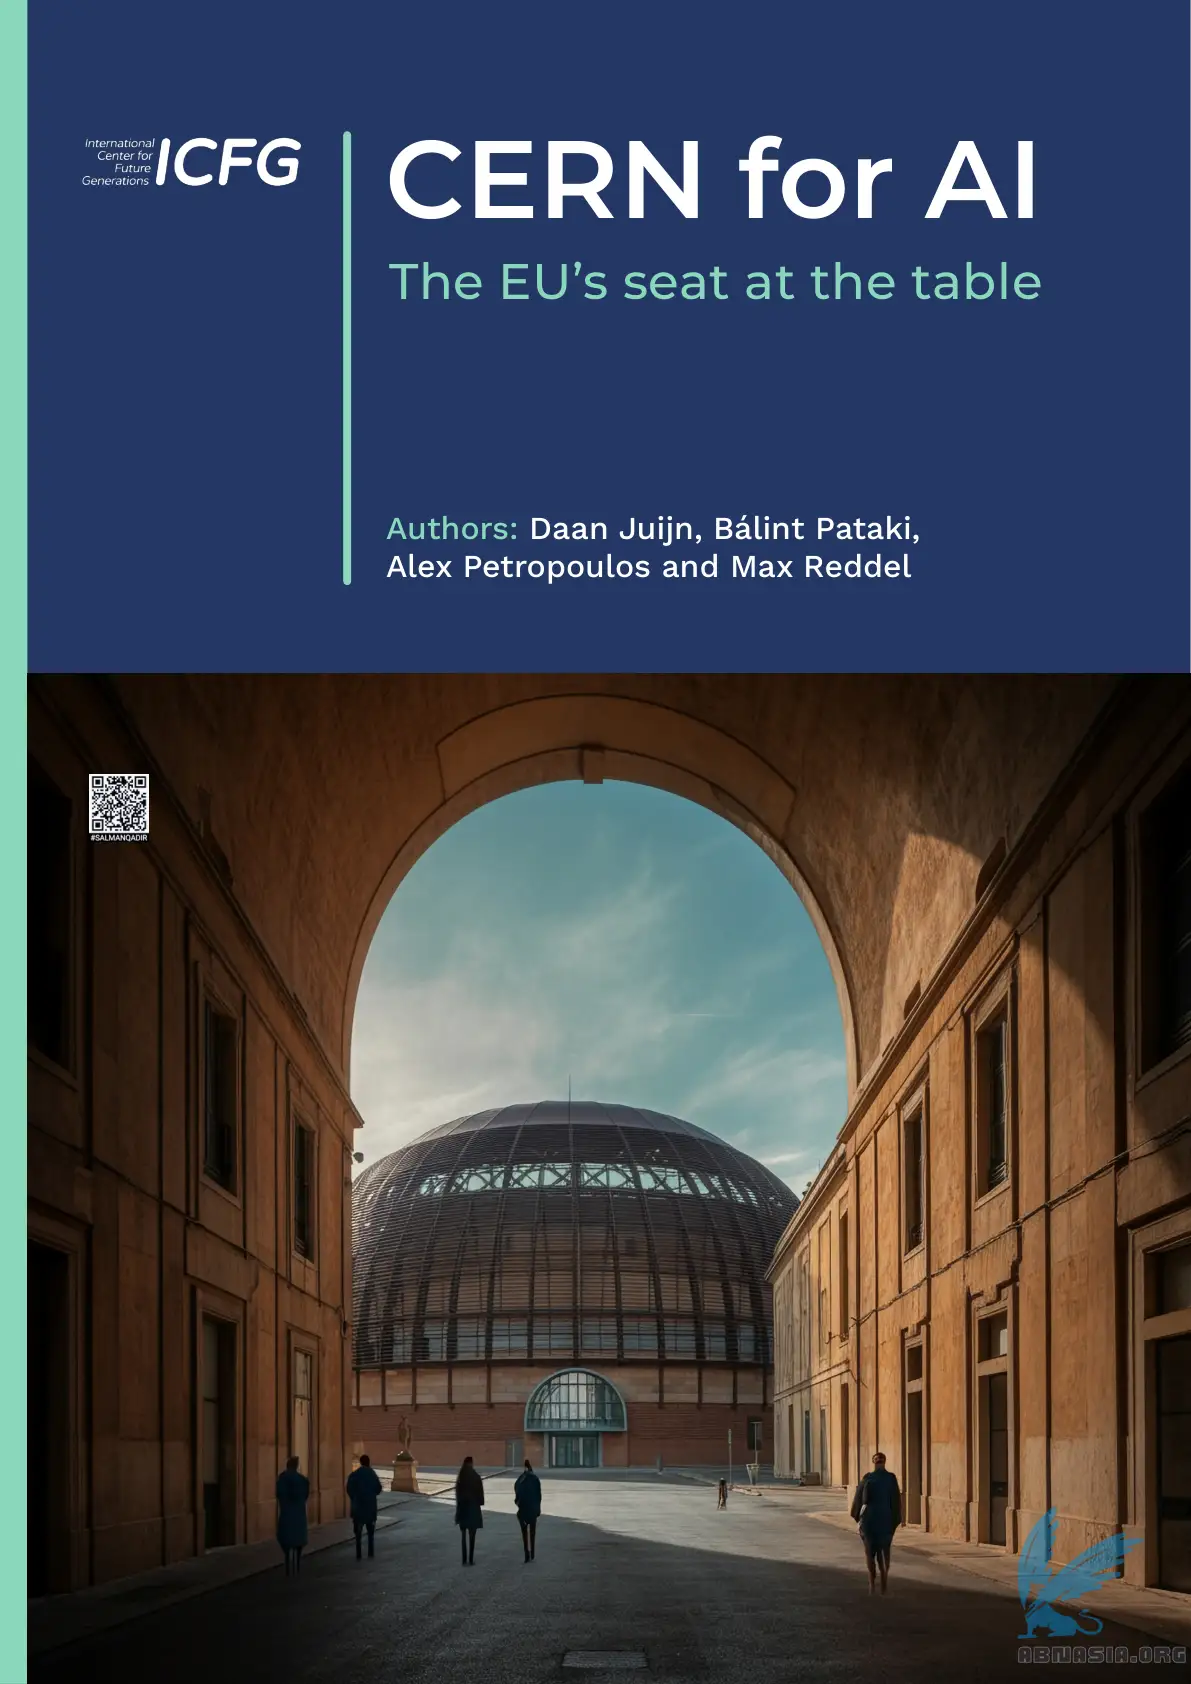 International
Center for
Future
Generations
ICFG
CERN for AI
The EU's seat at the table
Authors: Daan Juijn, Bálint Pataki,
Alex Petropoulos and Max Reddel
#SALMANQADIR
ABNASIA.ORG